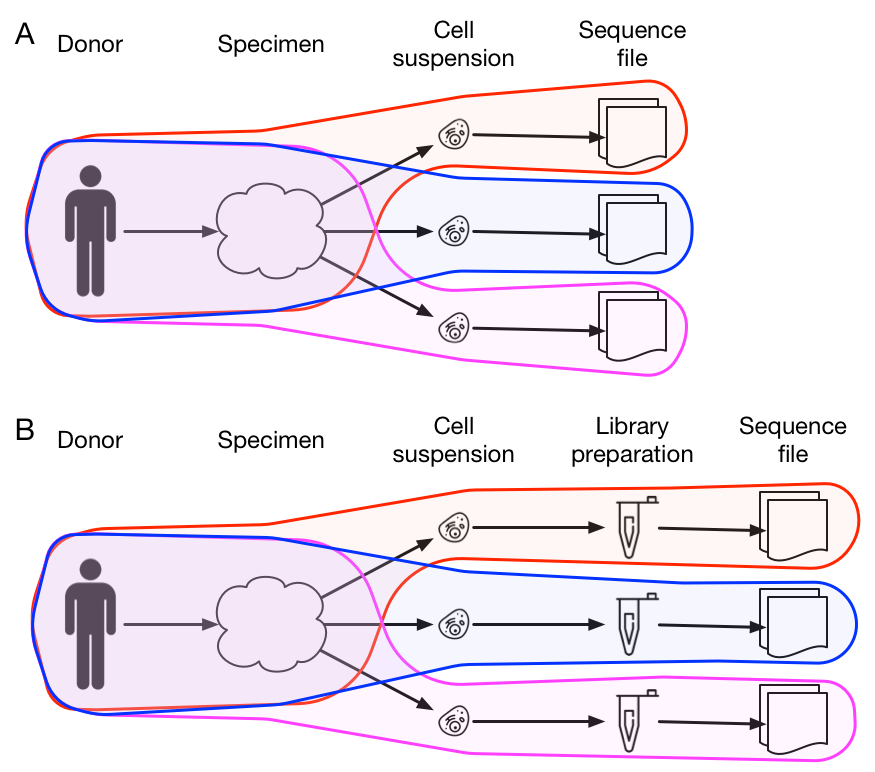 A
Donor
Specimen
Cell
suspension
Sequence
file
B
Donor
Specimen
Cell
suspension
Library
preparation
Sequence
file